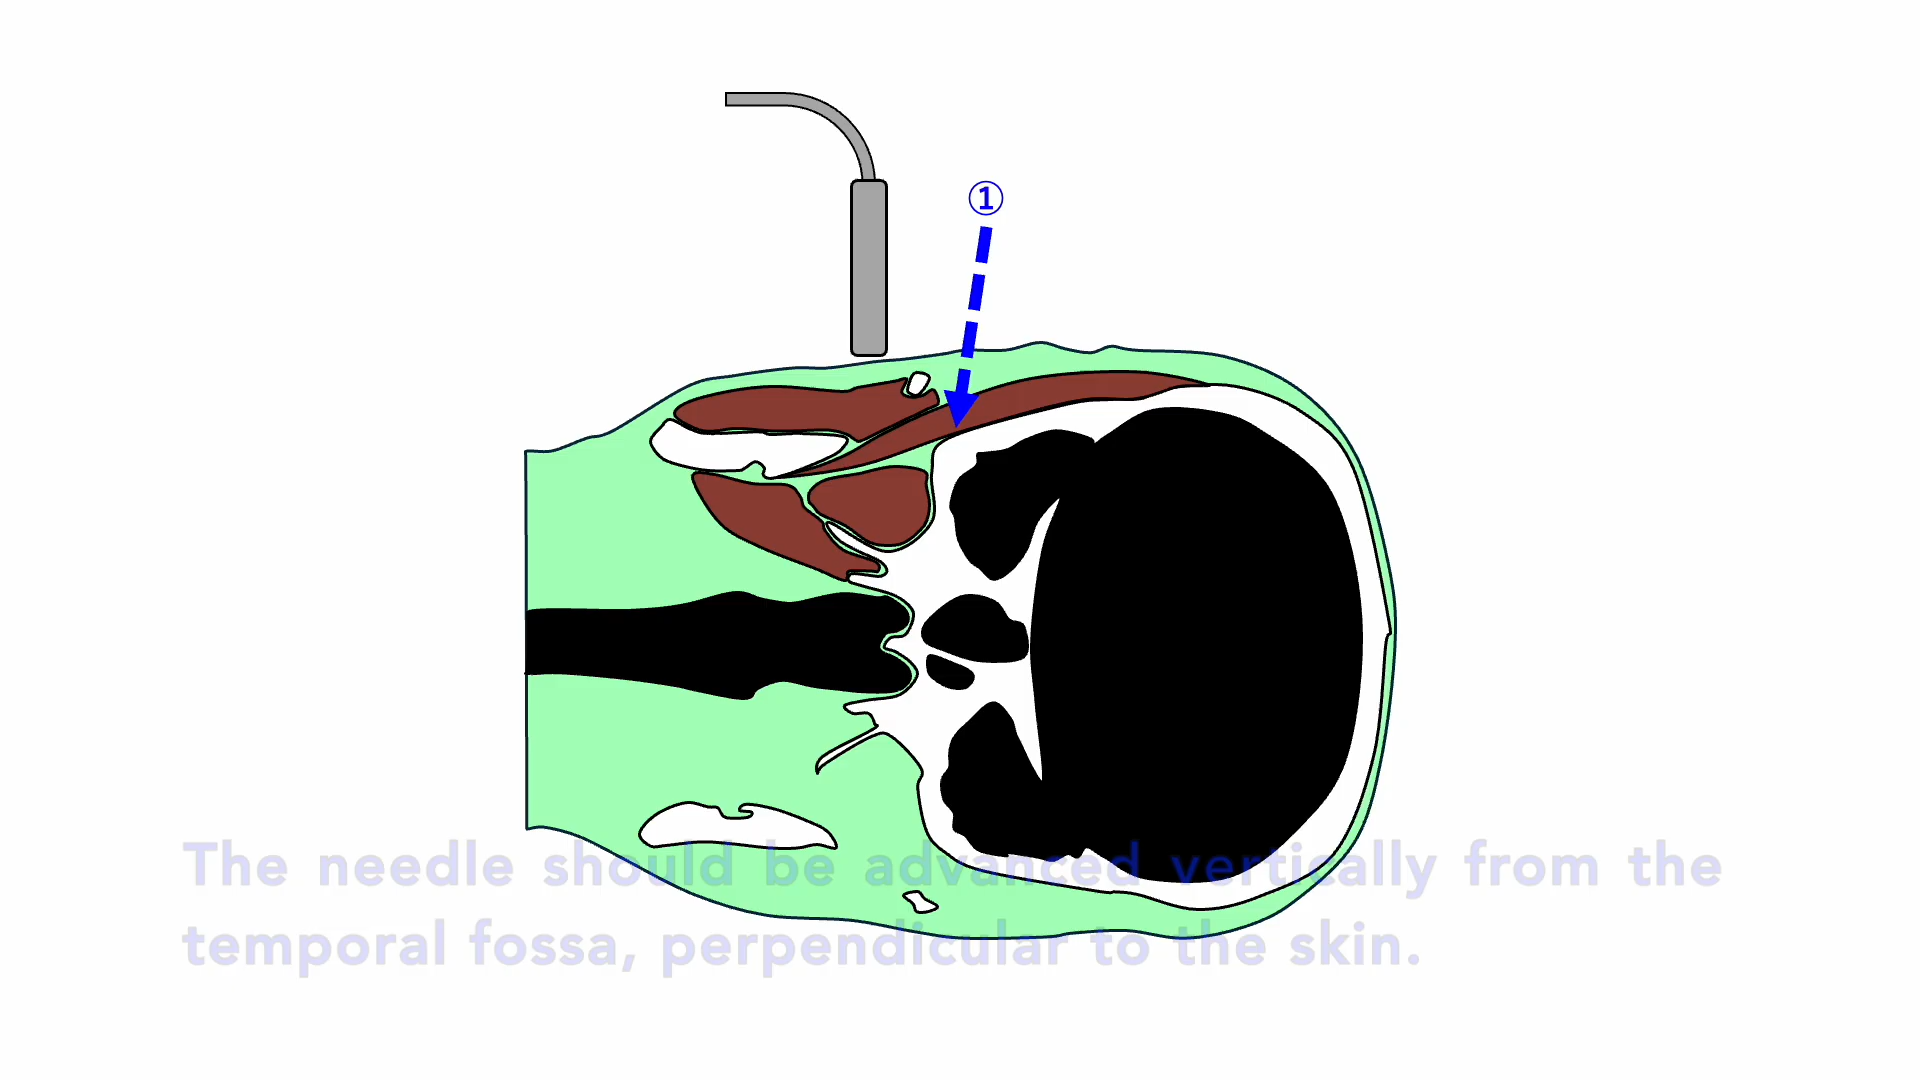 ①
The needle should be advanced vertically from the
temporal fossa, perpendicular to the skin.